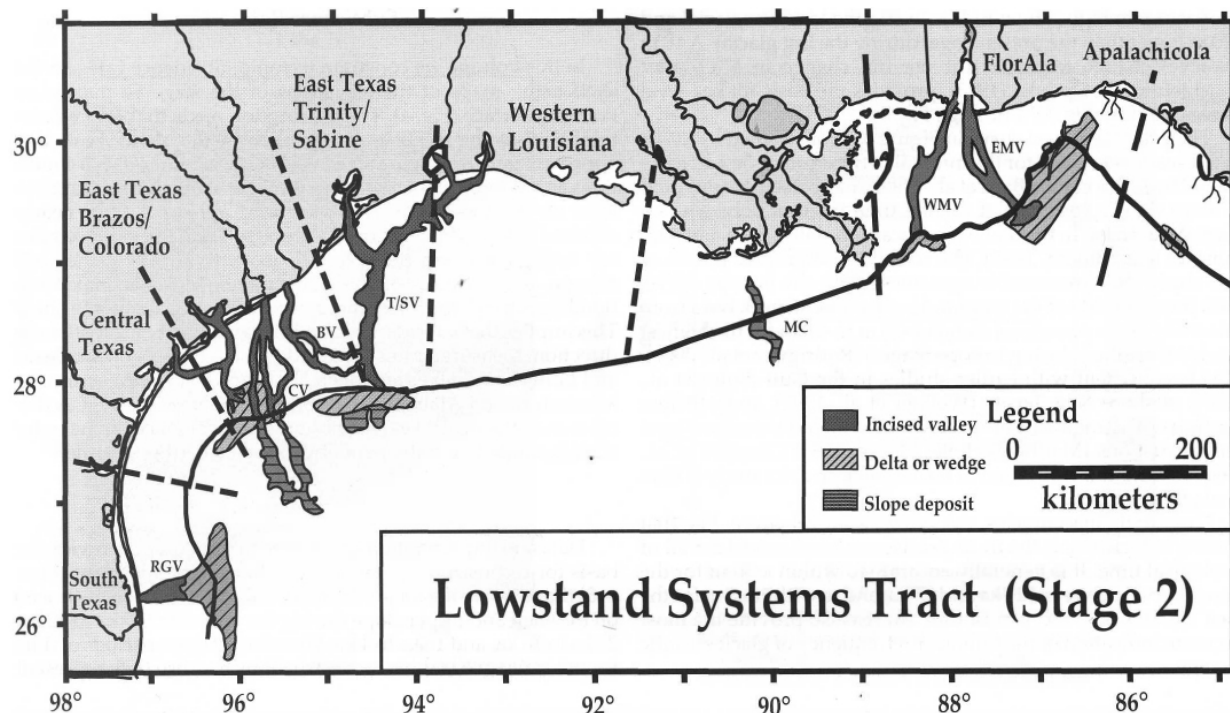 East Texas
Trinity/
Sabine
Western
Louisiana
FlorAla
Apalachicola
30°
East Texas
Brazos/
Colorado
EMV
WMV
Central
Texas
T/SV
BV
MC
28°
CV
Legend
Incised valley
0
200
Delta or wedge
kilometers
Slope deposit
South
Texas
RGV
26°
Lowstand Systems Tract (Stage 2)
98
96
94
92
90
88
86